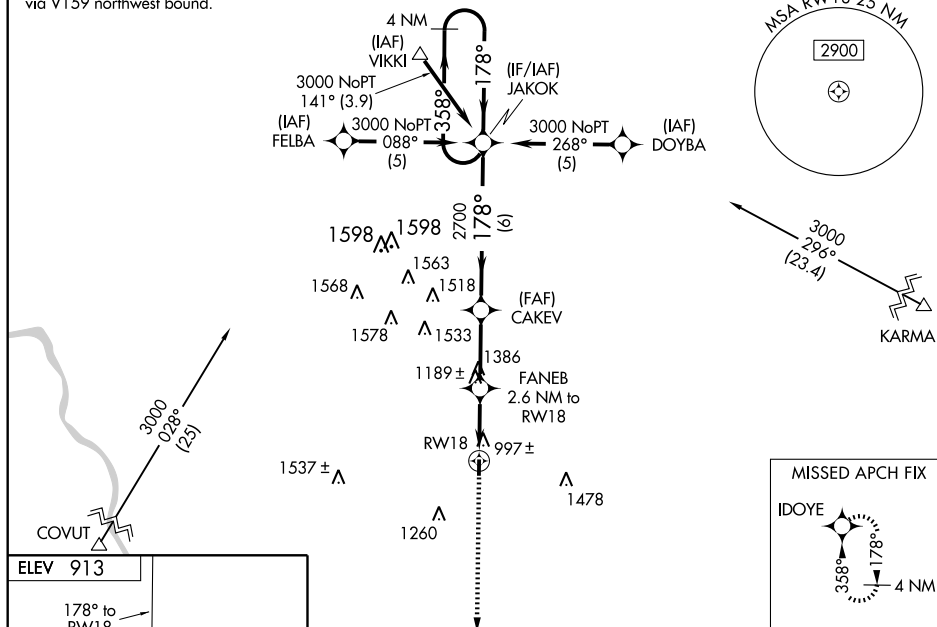 via V159 northwest bound.
4 NM
(IAF)
VIKKI
3000 NoPT
141° (3.9)
358°
178°
(IF/IAF)
JAKOK
(IAF)
FELBA
3000 NoPT
088°
(5)
3000 NoPT
268°
(5)
(IAF)
DOYBA
MSA RW18 25 NM
2900
2700
178°
(6)
3000
296°
(23.4)
KARMA
1598
1598
1563
1568
1518
1578
1533
(FAF)
CAKEV
1386
1189 ±
FANEB
2.6 NM to
RW18
RW18
997 ±
1537 ±
1478
1260
3000
028°
(25)
COVUT
MISSED APCH FIX
IDOYE
358°
178°
4 NM
ELEV 913
178° to
RW18